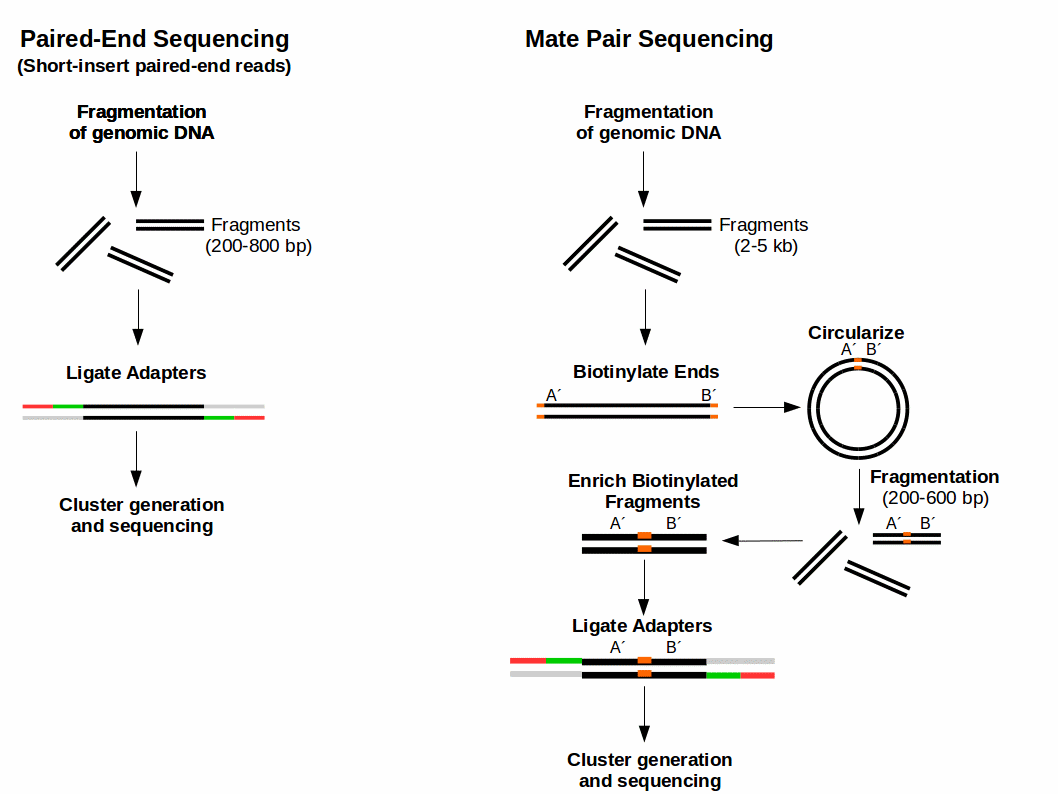 Paired-End Sequencing
(Short-insert paired-end reads)
Fragmentation
of genomic DNA
Fragments
(200-800 bp)
Ligate Adapters
Cluster generation
and sequencing
Mate Pair Sequencing
Fragmentation
of genomic DNA
Fragments
(2-5 kb)
Biotinylate Ends
A´ B´
Circularize
A´ B´
Fragmentation
(200-600 bp)
A´ B´
Enrich Biotinylated
Fragments
A´ B´
Ligate Adapters
A´ B´
Cluster generation
and sequencing